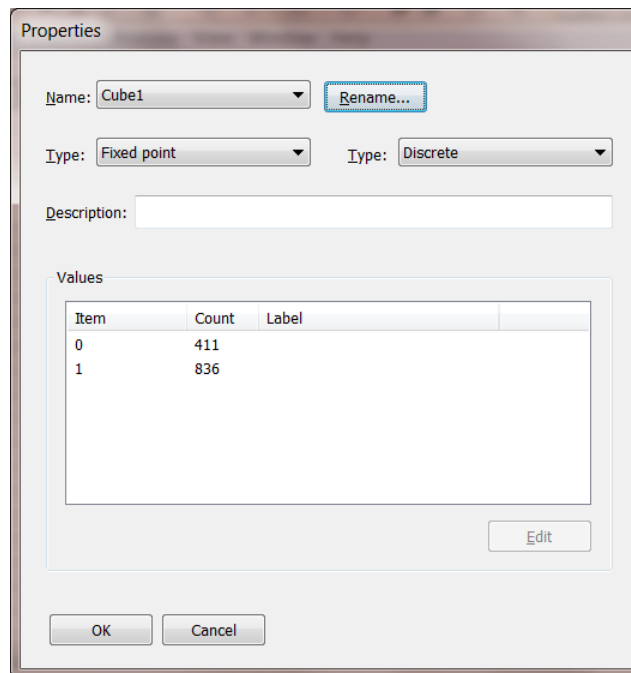 Properties
Name: Cube1 Rename...
Type: Fixed point Type: Discrete
Description:
Values
Item Count Label
0 411
1 836
Edit
OK Cancel